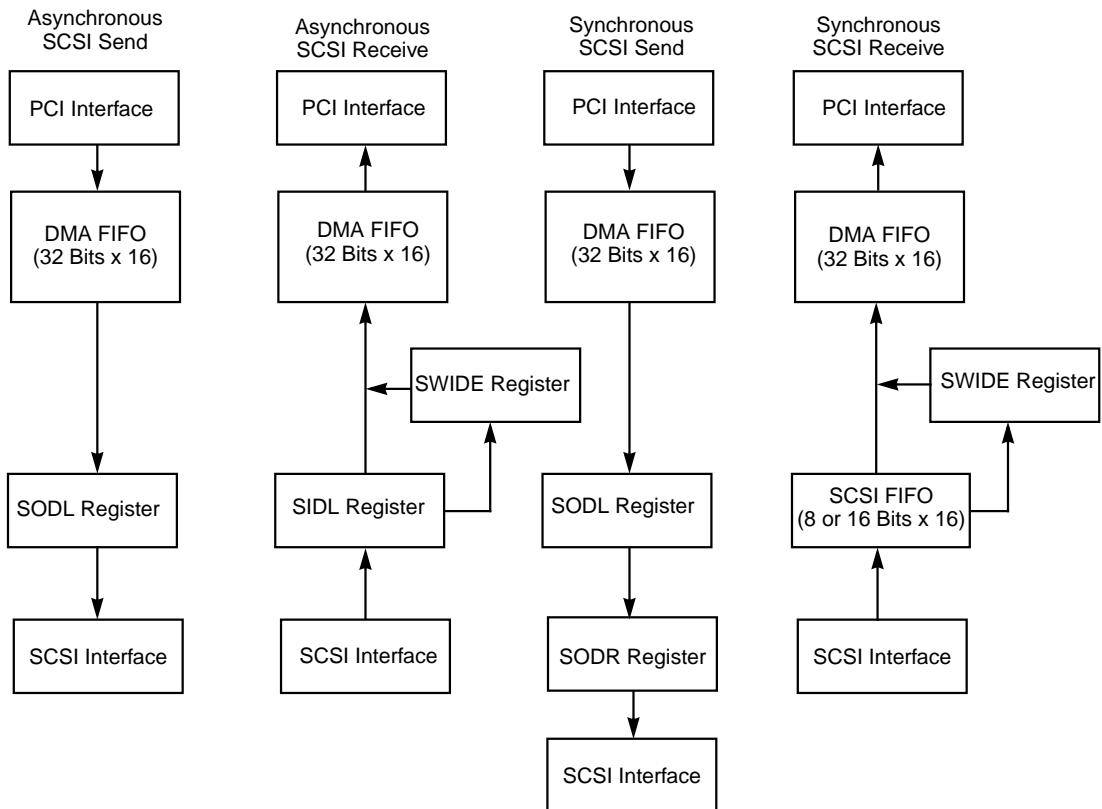 Asynchronous
SCSI Send
PCI Interface
DMA FIFO
(32 Bits x 16)
SODL Register
SCSI Interface
Asynchronous
SCSI Receive
PCI Interface
DMA FIFO
(32 Bits x 16)
SWIDE Register
SIDL Register
SCSI Interface
Synchronous
SCSI Send
PCI Interface
DMA FIFO
(32 Bits x 16)
SODL Register
SODR Register
SCSI Interface
Synchronous
SCSI Receive
PCI Interface
DMA FIFO
(32 Bits x 16)
SWIDE Register
SCSI FIFO
(8 or 16 Bits x 16)
SCSI Interface